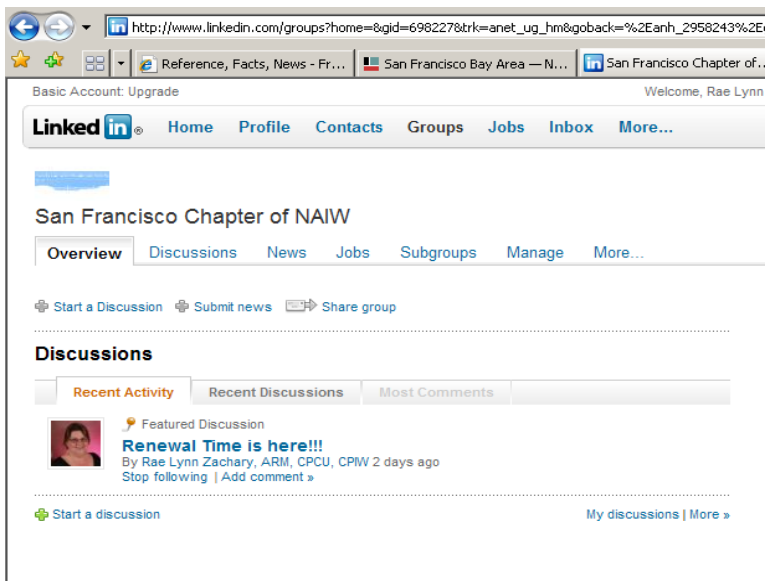 http://www.linkedin.com/groups?home=&gid=698227&trk=anet_ug_hm&goback=%2Eanh_2958243%2E
Reference, Facts, News - Fr... San Francisco Bay Area — N... San Francisco Chapter of...
Basic Account: Upgrade Welcome, Rae Lynn
Linked in ® Home Profile Contacts Groups Jobs Inbox More...
San Francisco Chapter of NAIW
Overview Discussions News Jobs Subgroups Manage More...
Start a Discussion Submit news Share group
Discussions
Recent Activity Recent Discussions Most Comments
Featured Discussion
Renewal Time is here!!!
By Rae Lynn Zachary, ARM, CPCU, CPIW 2 days ago
Stop following | Add comment »
Start a discussion My discussions | More »